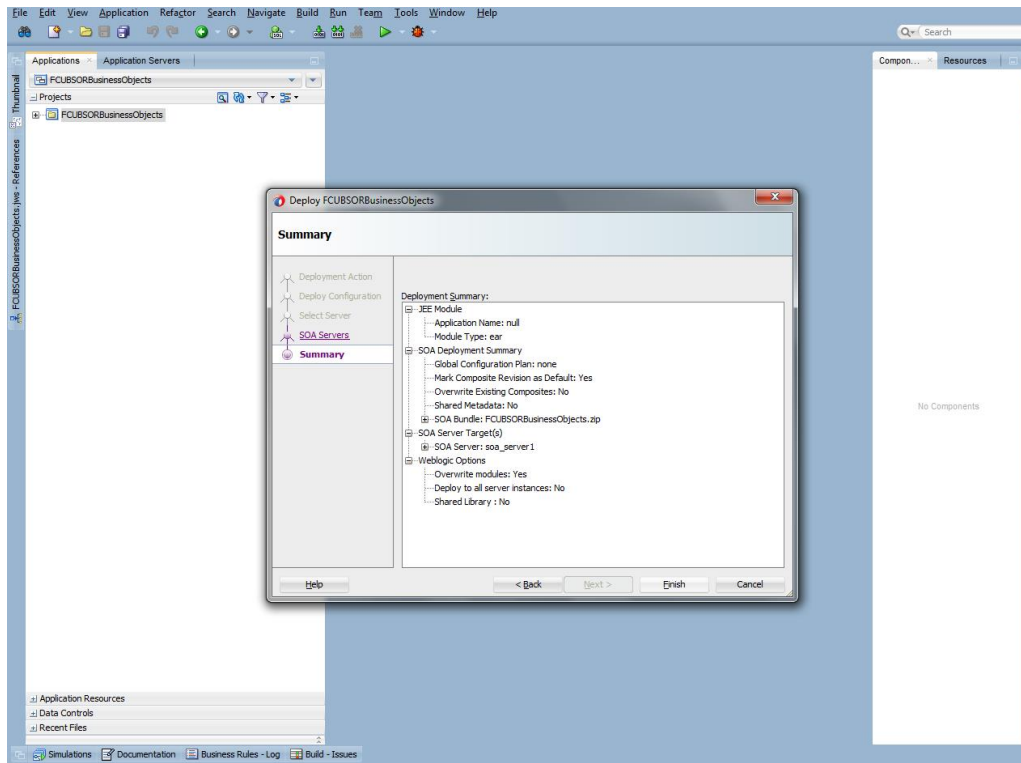 File Edit View Application Refactor Search Navigate Build Run Team Tools Window Help
Search
Applications Application Servers
Compon... Resources
FCUBSORBusinessObjects
Projects
FCUBSORBusinessObjects
Thumbnail
FCUBSORBusinessObjects.jws - References
Deploy FCUBSORBusinessObjects
Summary
Deployment Action
Deploy Configuration
Select Server
SOA Servers
Summary
Deployment Summary:
JEE Module
Application Name: null
Module Type: ear
SOA Deployment Summary
Global Configuration Plan: none
Mark Composite Revision as Default: Yes
Overwrite Existing Composites: No
Shared Metadata: No
SOA Bundle: FCUBSORBusinessObjects.zip
SOA Server Target(s)
SOA Server: soa_server1
Weblogic Options
Overwrite modules: Yes
Deploy to all server instances: No
Shared Library : No
Help < Back Next > Finish Cancel
No Components
Application Resources
Data Controls
Recent Files
Simulations Documentation Business Rules - Log Build - Issues